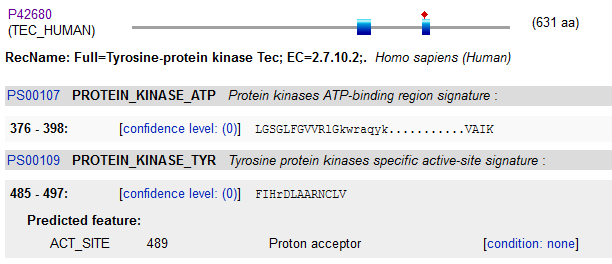 P42680
(TEC_HUMAN)
(631 aa)
RecName: Full=Tyrosine-protein kinase Tec; EC=2.7.10.2;. Homo sapiens (Human)
PS00107 PROTEIN_KINASE_ATP Protein kinases ATP-binding region signature :
376 - 398: [confidence level: (0)] LGSGLFGVVRlGkwraqyk...........VAIK
PS00109 PROTEIN_KINASE_TYR Tyrosine protein kinases specific active-site signature :
485 - 497: [confidence level: (0)] FIHrDLAARNCLV
Predicted feature:
ACT_SITE 489 Proton acceptor [condition: none]